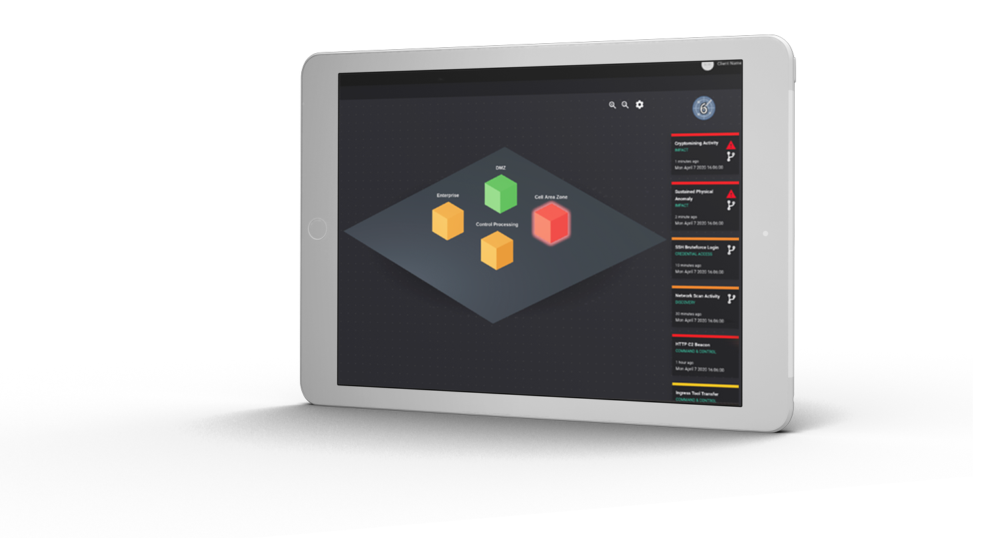 Client Name
6
DMZ
Enterprise
Cell Area Zone
Control Processing
Cryptomining Activity
IMPACT
1 minutes ago
Mon April 7 2020 16:06:00
Sustained Physical
Anomaly
IMPACT
2 minute ago
Mon April 7 2020 16:06:00
SSH Bruteforce Login
CREDENTIAL ACCESS
10 minutes ago
Mon April 7 2020 16:06:00
Network Scan Activity
DISCOVERY
30 minutes ago
Mon April 7 2020 16:06:00
HTTP C2 Beacon
COMMAND & CONTROL
1 hour ago
Mon April 7 2020 16:06:00
Ingress Tool Transfer
COMMAND & CONTROL